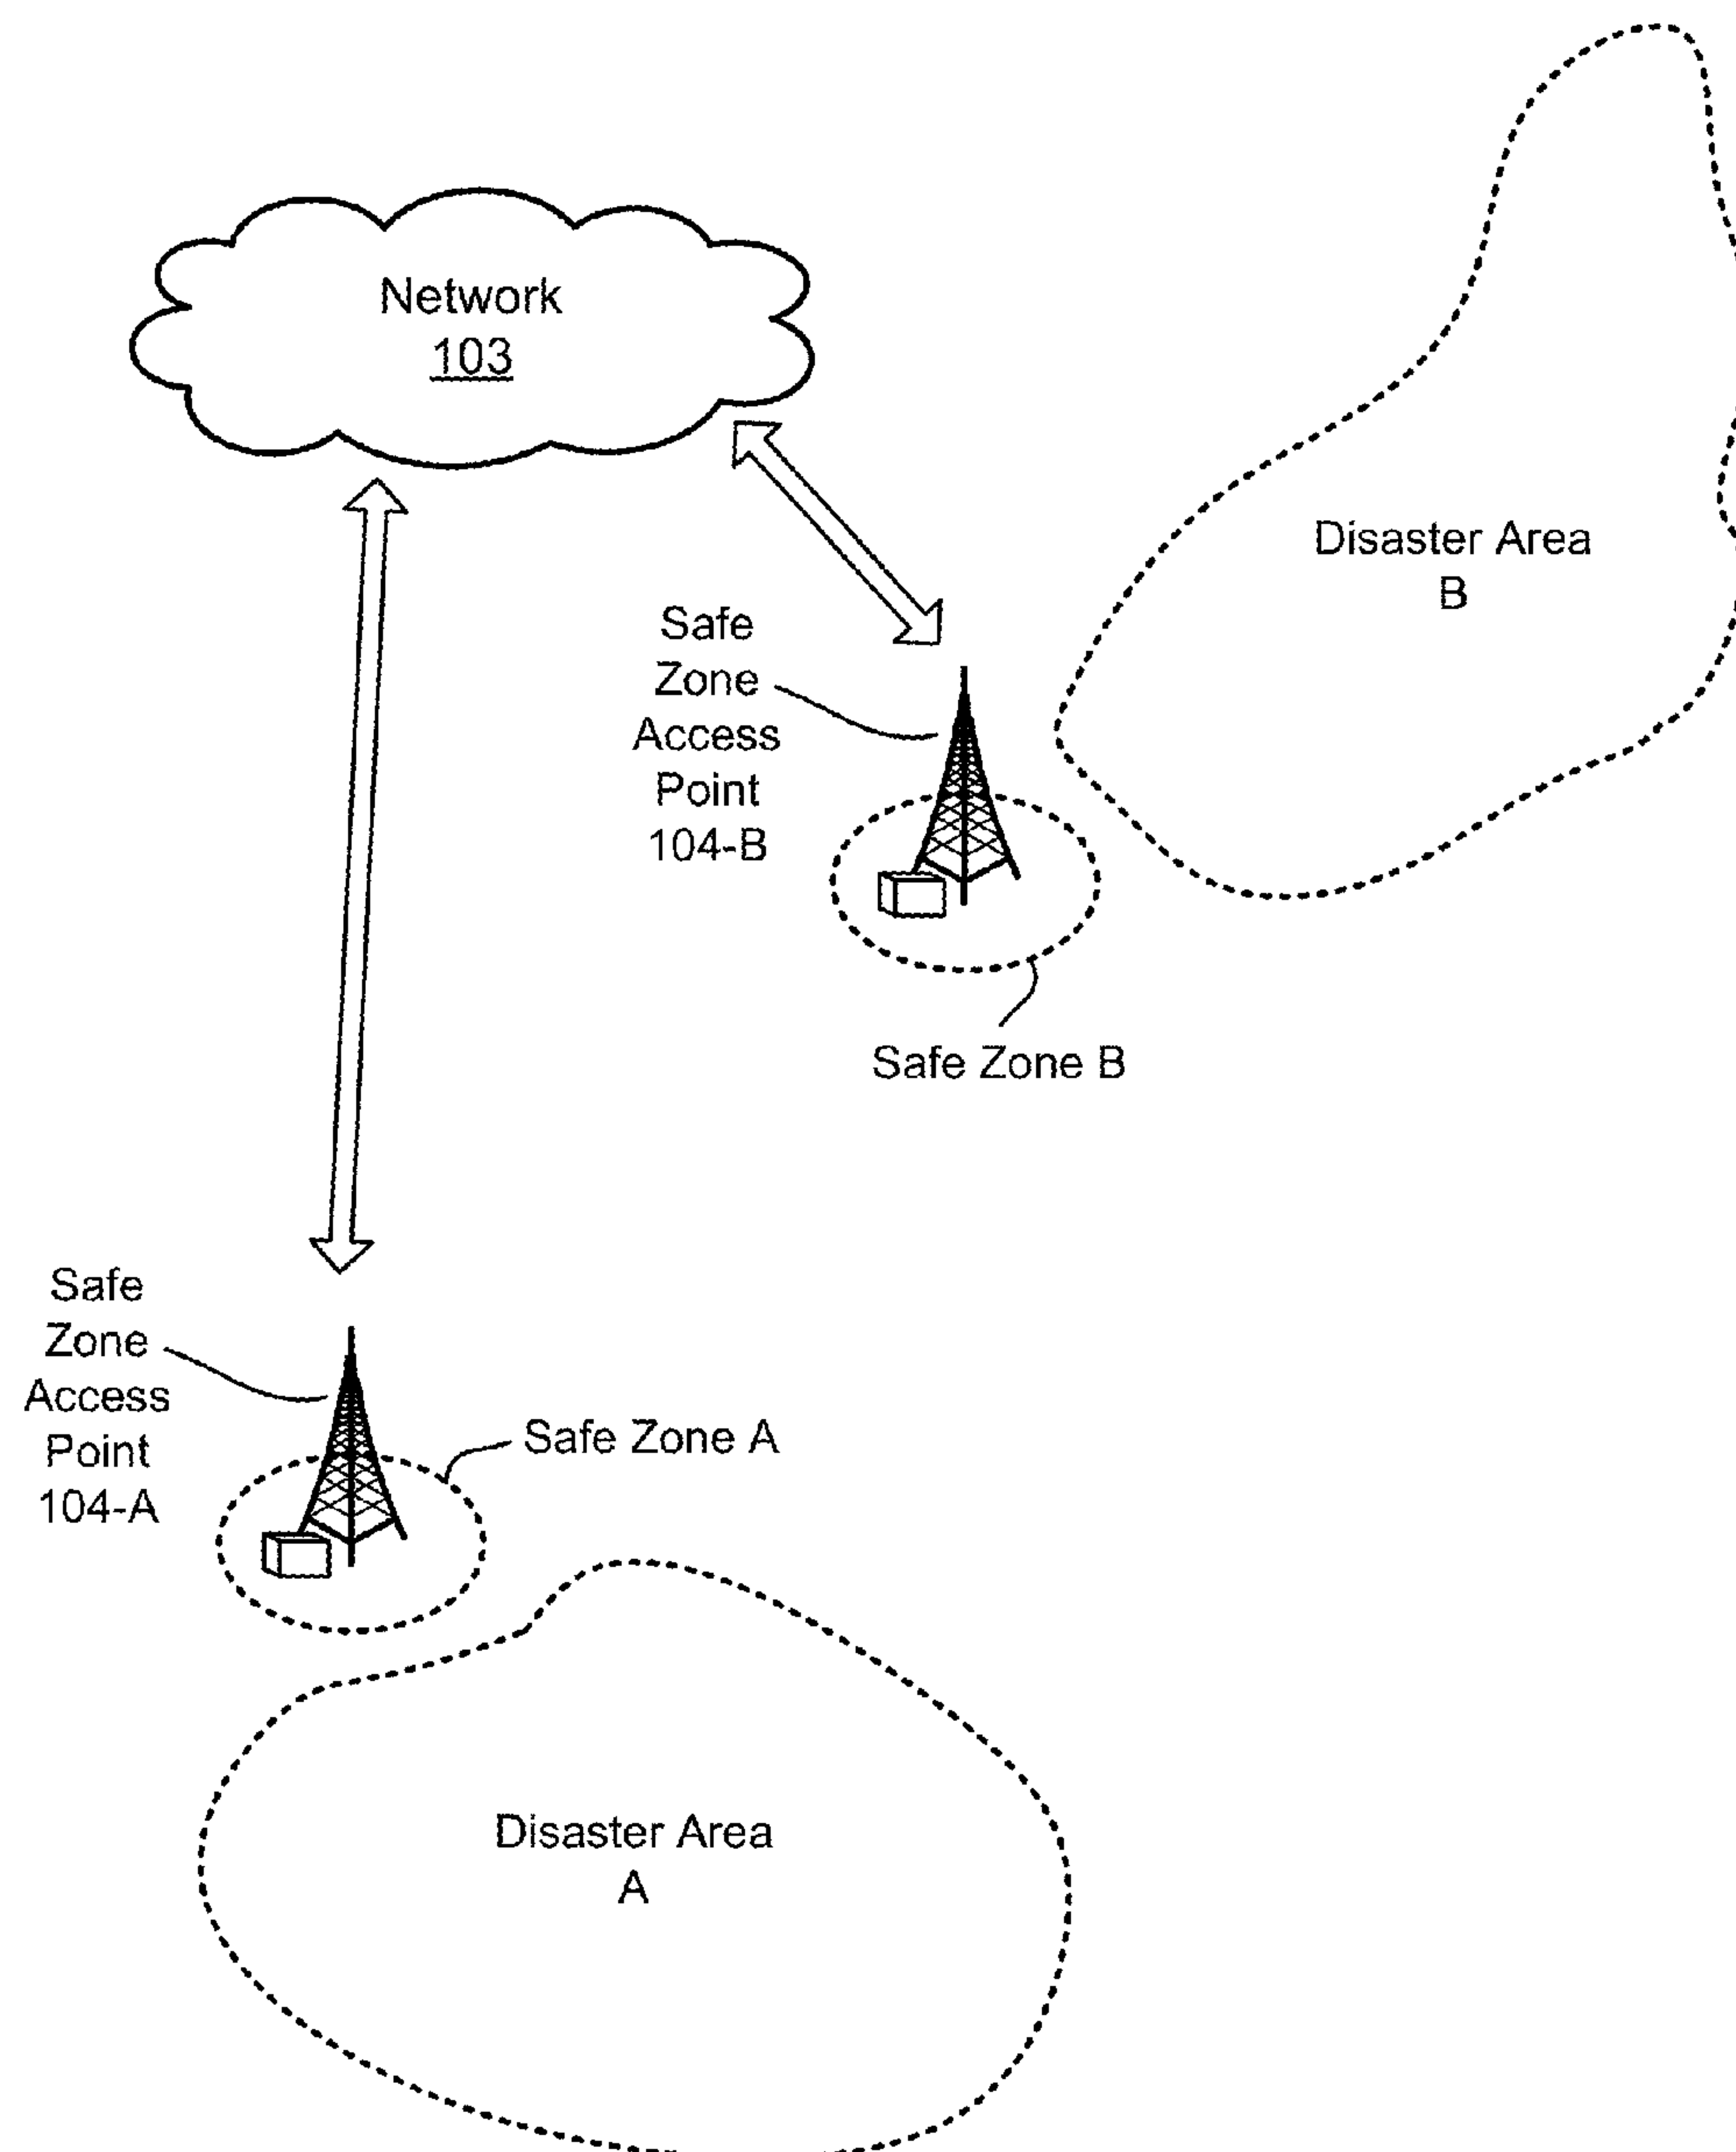 Network
103
Disaster Area
B
Safe
Zone
Access
Point
104-B
Safe Zone B
Safe
Zone
Access
Point
104-A
Safe Zone A
Disaster Area
A